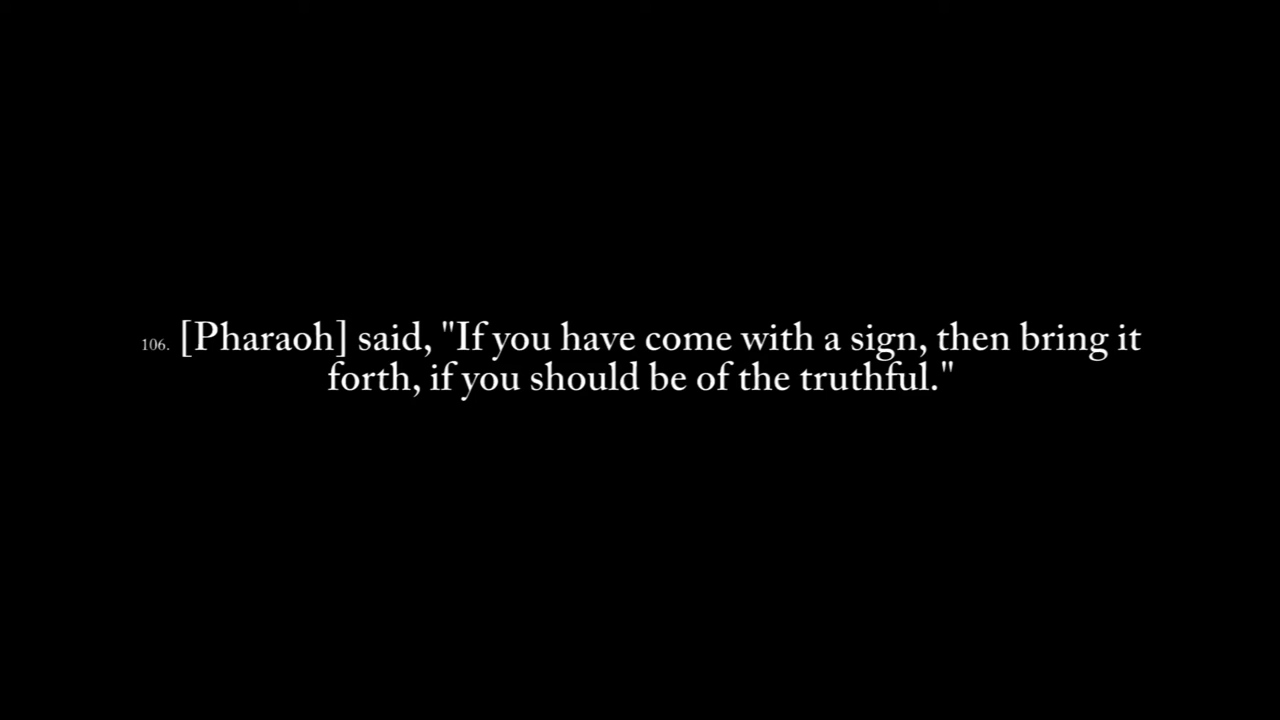 106. [Pharaoh] said, "If you have come with a sign, then bring it
forth, if you should be of the truthful."